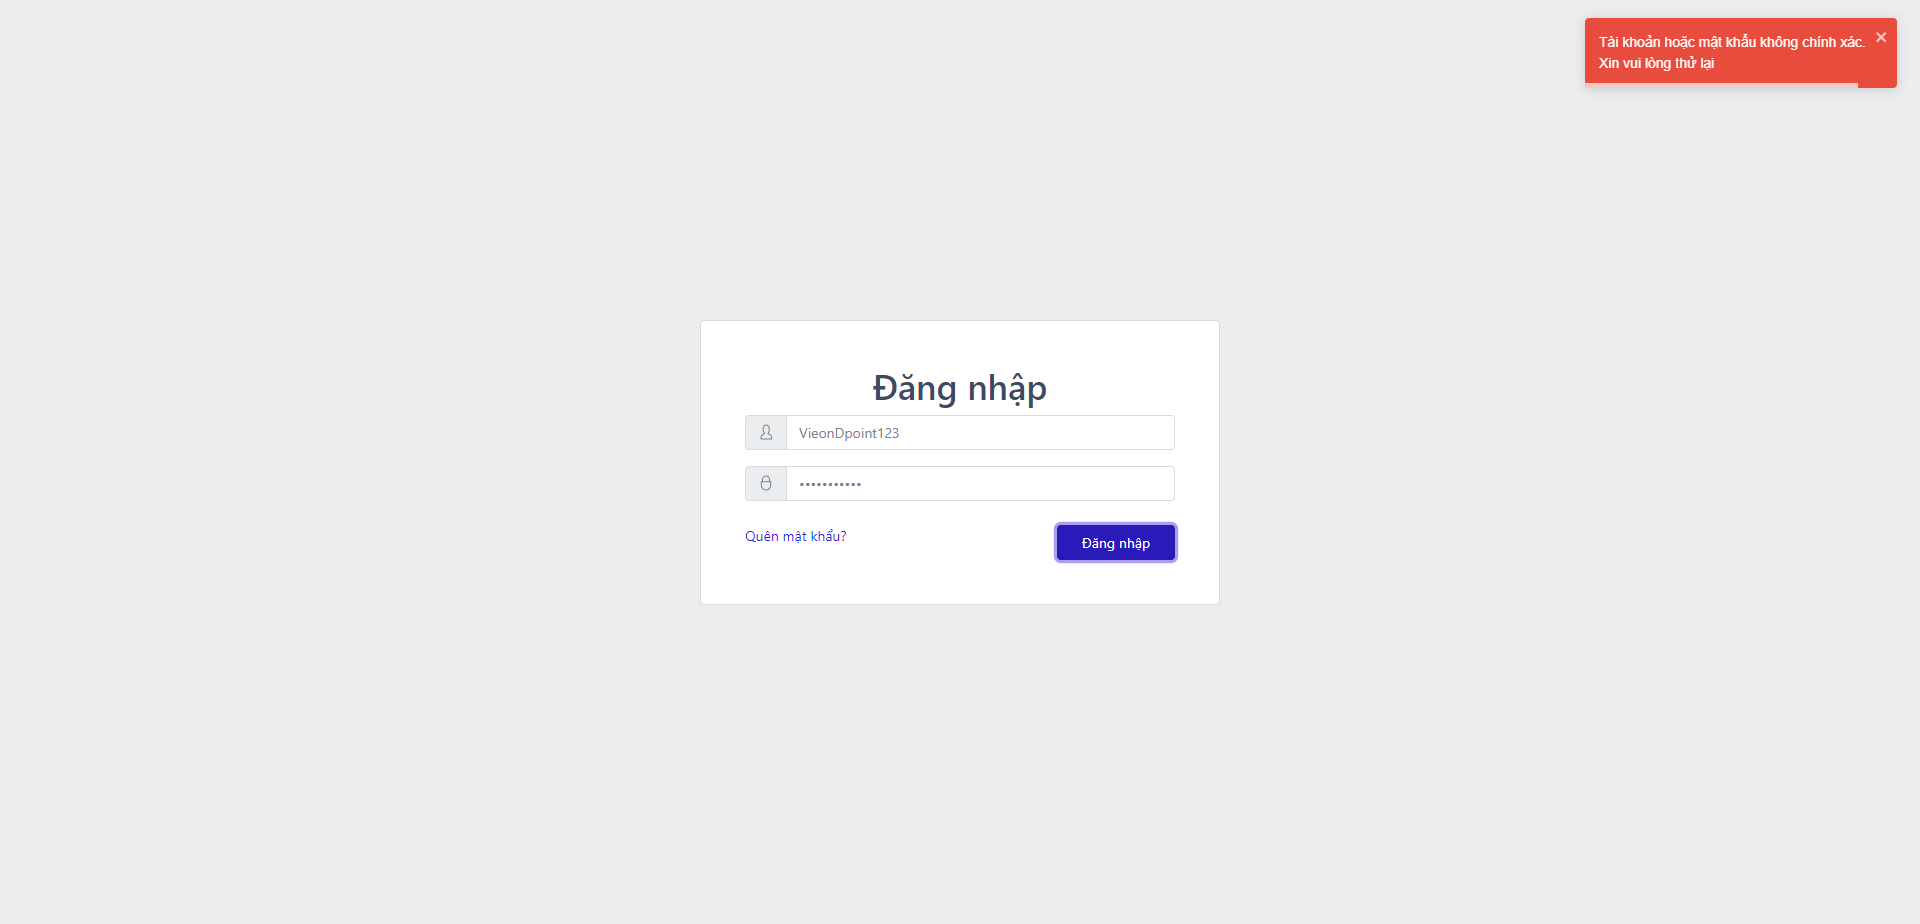 Tài khoản hoặc mật khẩu không chính xác.
Xin vui lòng thử lại
Đăng nhập
VieonDpoint123
•••••••••••
Quên mật khẩu?
Đăng nhập